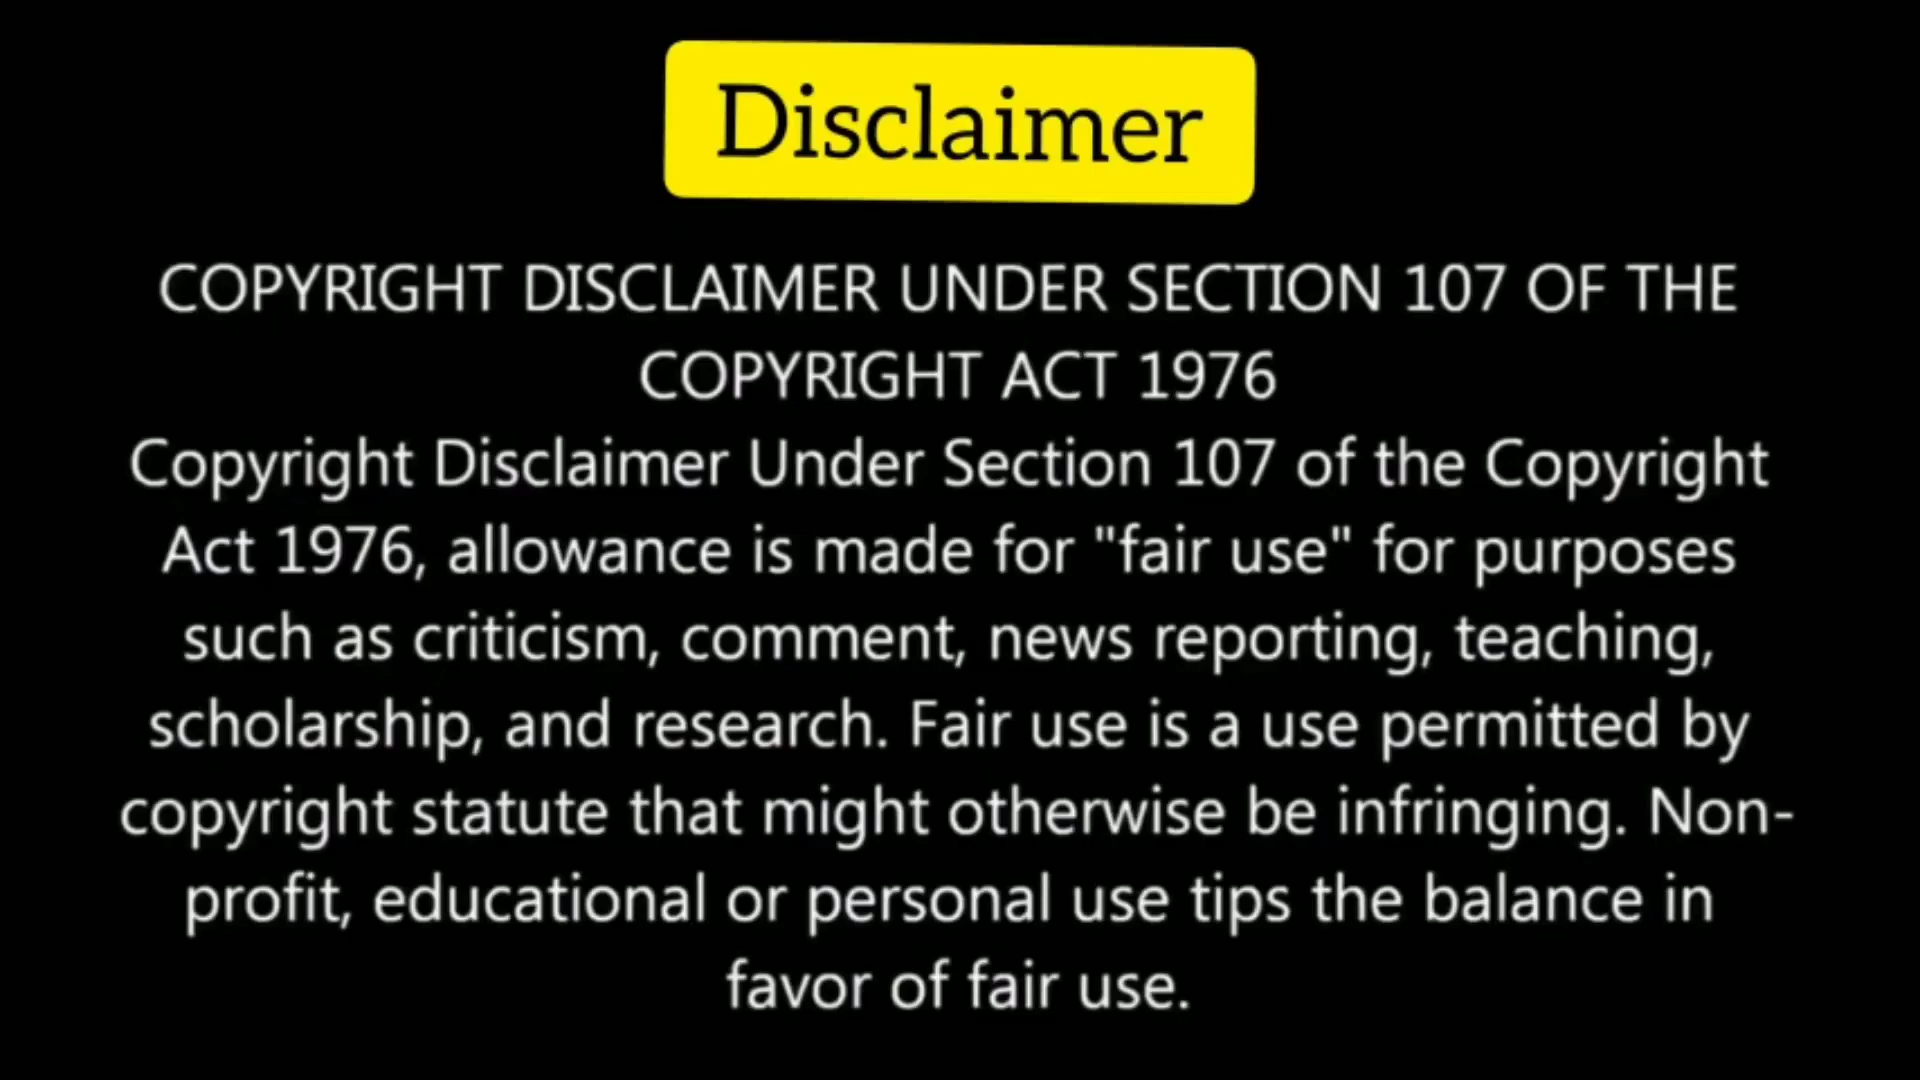 Disclaimer
COPYRIGHT DISCLAIMER UNDER SECTION 107 OF THE
COPYRIGHT ACT 1976
Copyright Disclaimer Under Section 107 of the Copyright
Act 1976, allowance is made for "fair use" for purposes
such as criticism, comment, news reporting, teaching,
scholarship, and research. Fair use is a use permitted by
copyright statute that might otherwise be infringing. Non-
profit, educational or personal use tips the balance in
favor of fair use.